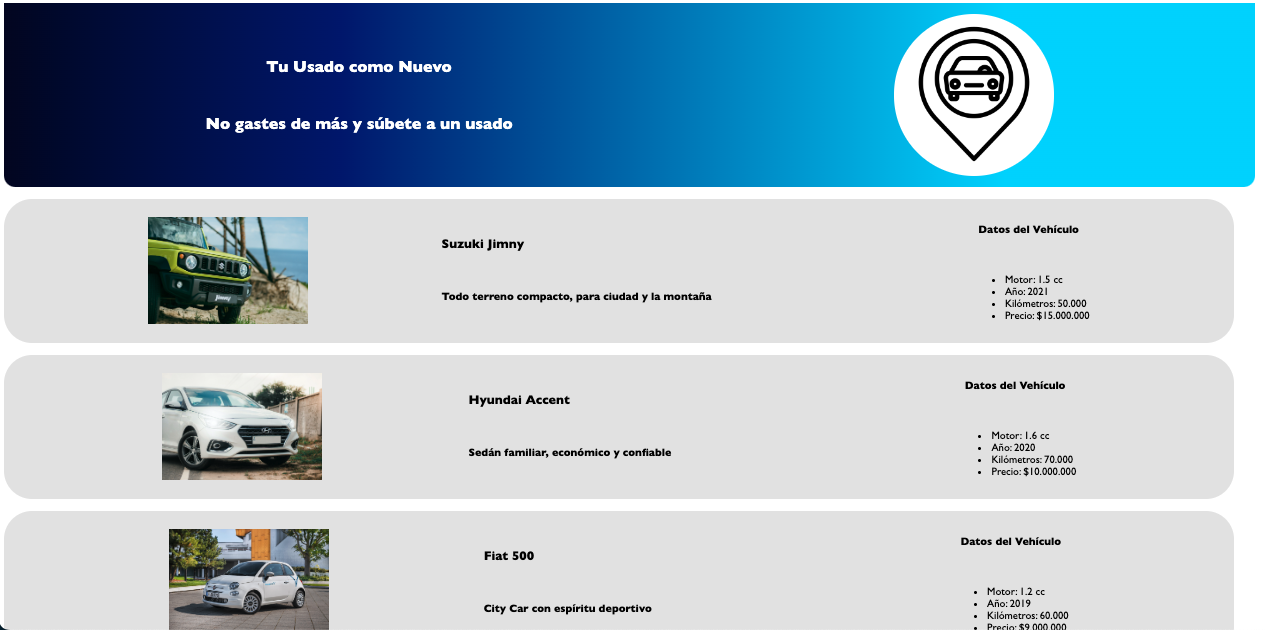 Tu Usado como Nuevo
No gastes de más y súbete a un usado
Suzuki Jimny
Todo terreno compacto, para ciudad y la montaña
Datos del Vehículo
Motor: 1.5 cc
Año: 2021
Kilómetros: 50.000
Precio: $15.000.000
Hyundai Accent
Sedán familiar, económico y confiable
Datos del Vehículo
Motor: 1.6 cc
Año: 2020
Kilómetros: 70.000
Precio: $10.000.000
Fiat 500
City Car con espíritu deportivo
Datos del Vehículo
Motor: 1.2 cc
Año: 2019
Kilómetros: 60.000
Precio: $9.000.000